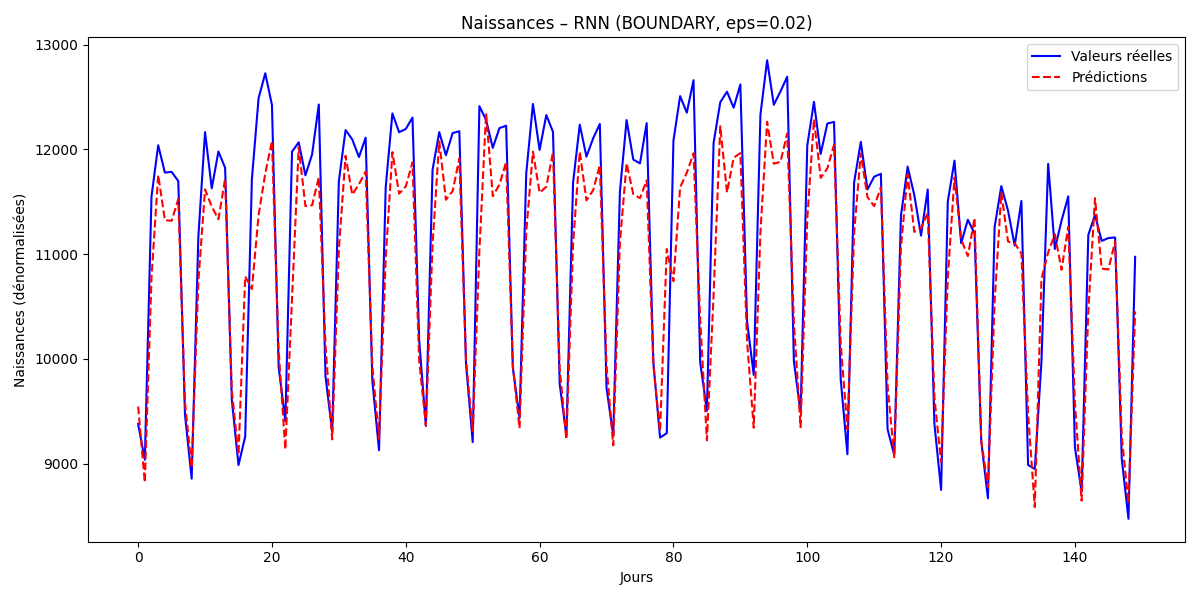 Naissances – RNN (BOUNDARY, eps=0.02)
Valeurs réelles
Prédictions
Naissances (dénormalisées)
13000
12000
11000
10000
9000
0 20 40 60 80 100 120 140
Jours